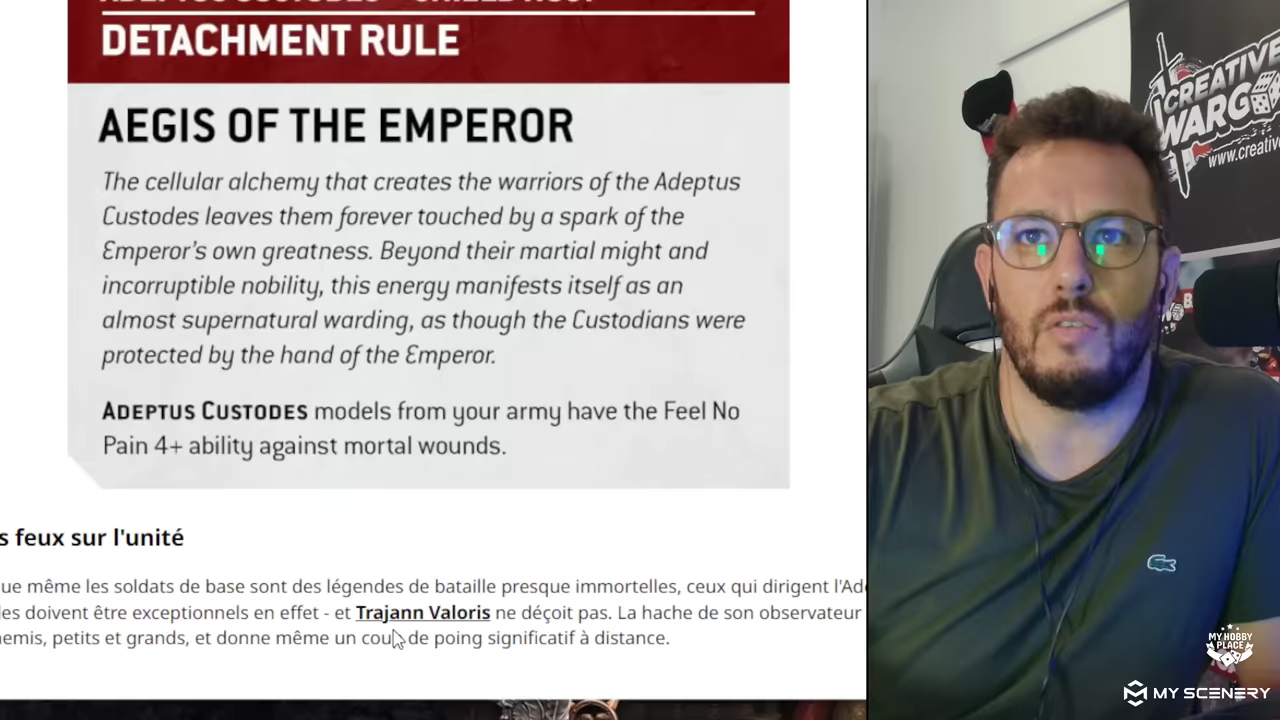 DETACHMENT RULE
AEGIS OF THE EMPEROR
The cellular alchemy that creates the warriors of the Adeptus
Custodes leaves them forever touched by a spark of the
Emperor's own greatness. Beyond their martial might and
incorruptible nobility, this energy manifests itself as an
almost supernatural warding, as though the Custodians were
protected by the hand of the Emperor.
ADEPTUS CUSTODES models from your army have the Feel No
Pain 4+ ability against mortal wounds.
s feux sur l'unité
ue même les soldats de base sont des légendes de bataille presque immortelles, ceux qui dirigent l'Ade
les doivent être exceptionnels en effet - et Trajann Valoris ne déçoit pas. La hache de son observateur
nemis, petits et grands, et donne même un coup de poing significatif à distance.
CREATIVE
WARG
www.creative
MY HOBBY
PLACE
MY SCENERY